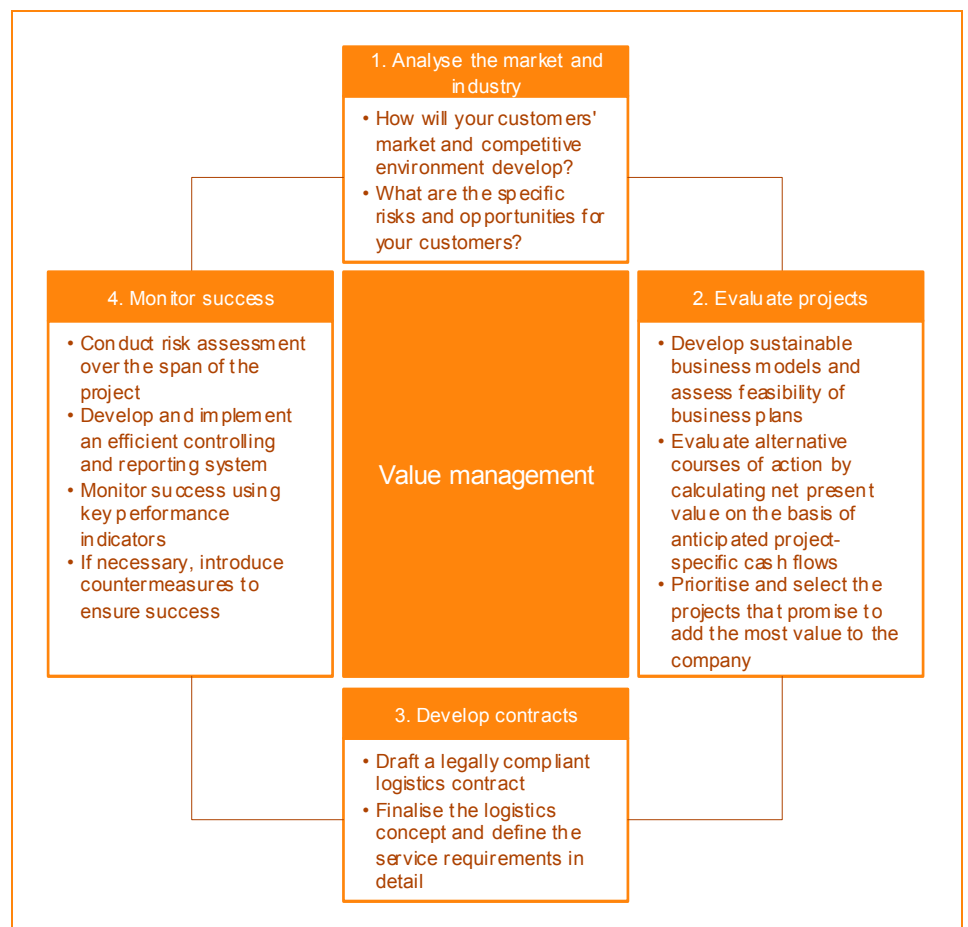 1. Analyse the market and
industry
• How will your customers'
market and competitive
environment develop?
• What are the specific
risks and opportunities for
your customers?
4. Monitor success
• Conduct risk assessment
over the span of the
project
• Develop and implement
an efficient controlling
and reporting system
• Monitor success using
key performance
indicators
• If necessary, introduce
countermeasures to
ensure success
Value management
2. Evaluate projects
• Develop sustainable
business models and
assess feasibility of
business plans
• Evaluate alternative
courses of action by
calculating net present
value on the basis of
anticipated project-
specific cash flows
• Prioritise and select the
projects that promise to
add the most value to the
company
3. Develop contracts
• Draft a legally compliant
logistics contract
• Finalise the logistics
concept and define the
service requirements in
detail